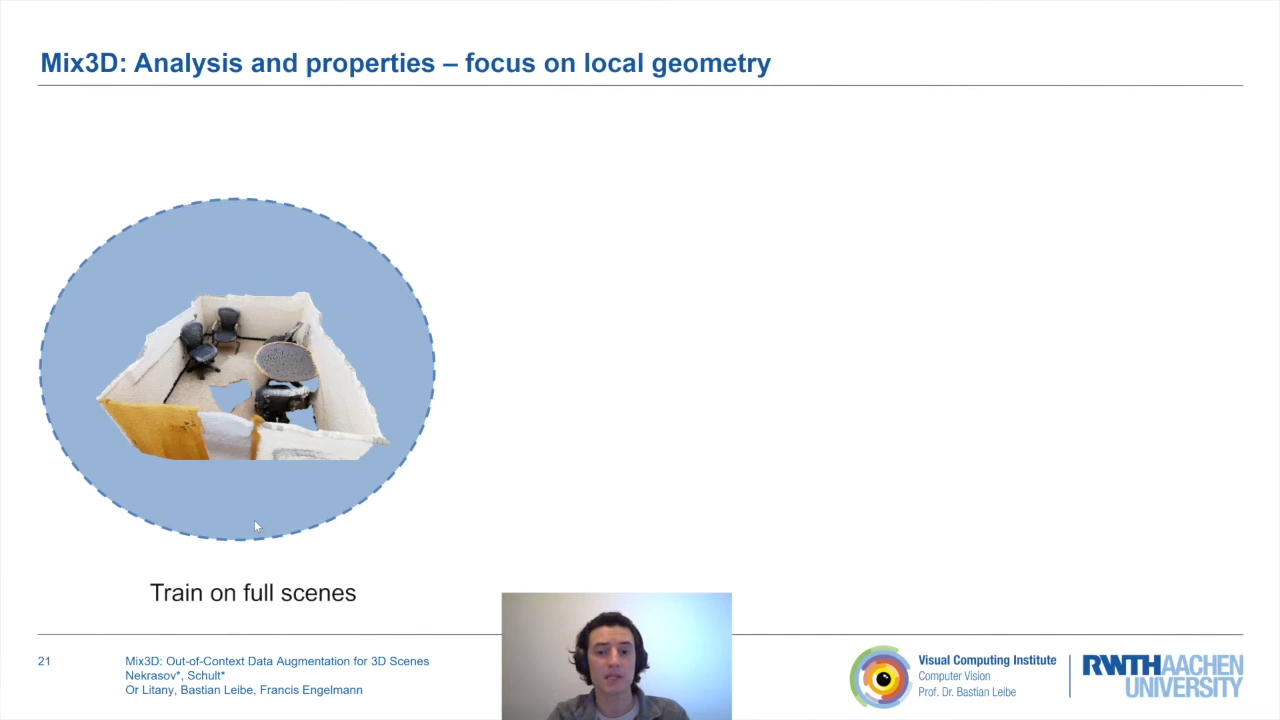 Mix3D: Analysis and properties – focus on local geometry
Train on full scenes
21
Mix3D: Out-of-Context Data Augmentation for 3D Scenes
Nekrasov*, Schult*
Or Litany, Bastian Leibe, Francis Engelmann
Visual Computing Institute
Computer Vision
Prof. Dr. Bastian Leibe
RWTHAACHEN
UNIVERSITY